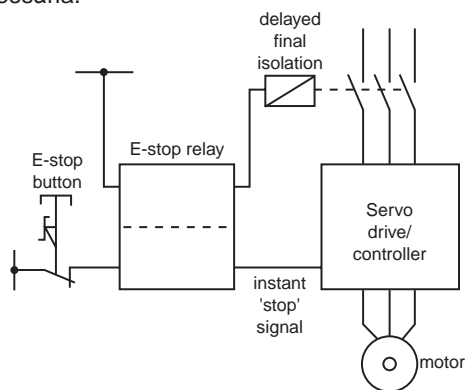 delayed
final
isolation
E-stop
button
E-stop relay
Servo
drive/
controller
instant
'stop'
signal
motor